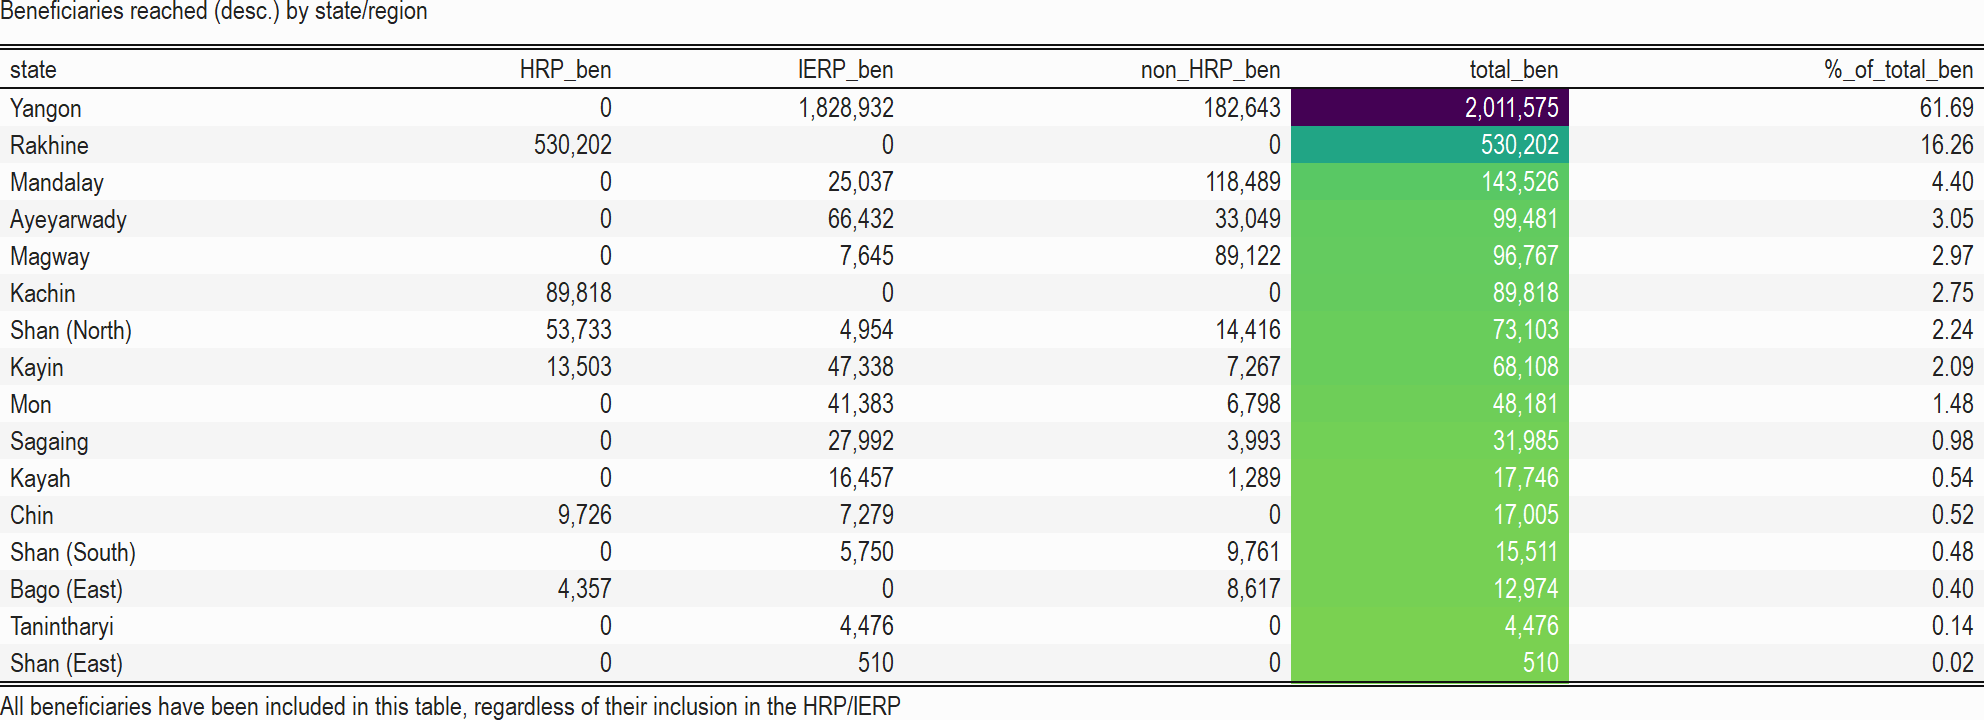 Beneficiaries reached (desc.) by state/region
state HRP_ben IERP_ben non_HRP_ben total_ben %_of_total_ben
Yangon 0 1,828,932 182,643 2,011,575 61.69
Rakhine 530,202 0 0 530,202 16.26
Mandalay 0 25,037 118,489 143,526 4.40
Ayeyarwady 0 66,432 33,049 99,481 3.05
Magway 0 7,645 89,122 96,767 2.97
Kachin 89,818 0 0 89,818 2.75
Shan (North) 53,733 4,954 14,416 73,103 2.24
Kayin 13,503 47,338 7,267 68,108 2.09
Mon 0 41,383 6,798 48,181 1.48
Sagaing 0 27,992 3,993 31,985 0.98
Kayah 0 16,457 1,289 17,746 0.54
Chin 9,726 7,279 0 17,005 0.52
Shan (South) 0 5,750 9,761 15,511 0.48
Bago (East) 4,357 0 8,617 12,974 0.40
Tanintharyi 0 4,476 0 4,476 0.14
Shan (East) 0 510 0 510 0.02
All beneficiaries have been included in this table, regardless of their inclusion in the HRP/IERP